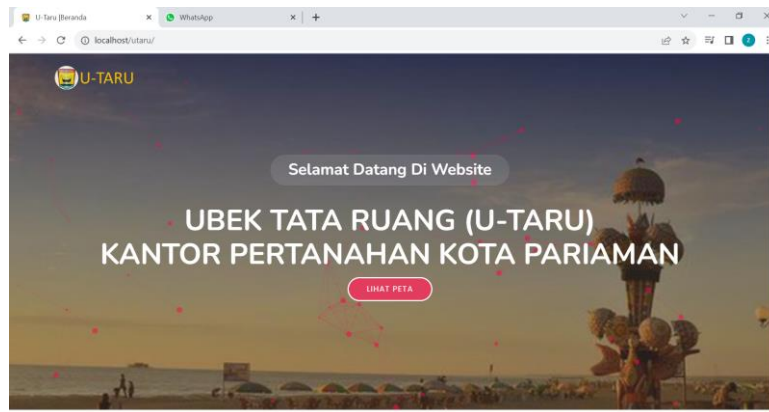 U-Taru |Beranda
WhatsApp
localhost/utaru/
U-TARU
Selamat Datang Di Website
UBEK TATA RUANG (U-TARU)
KANTOR PERTANAHAN KOTA PARIAMAN
LIHAT PETA